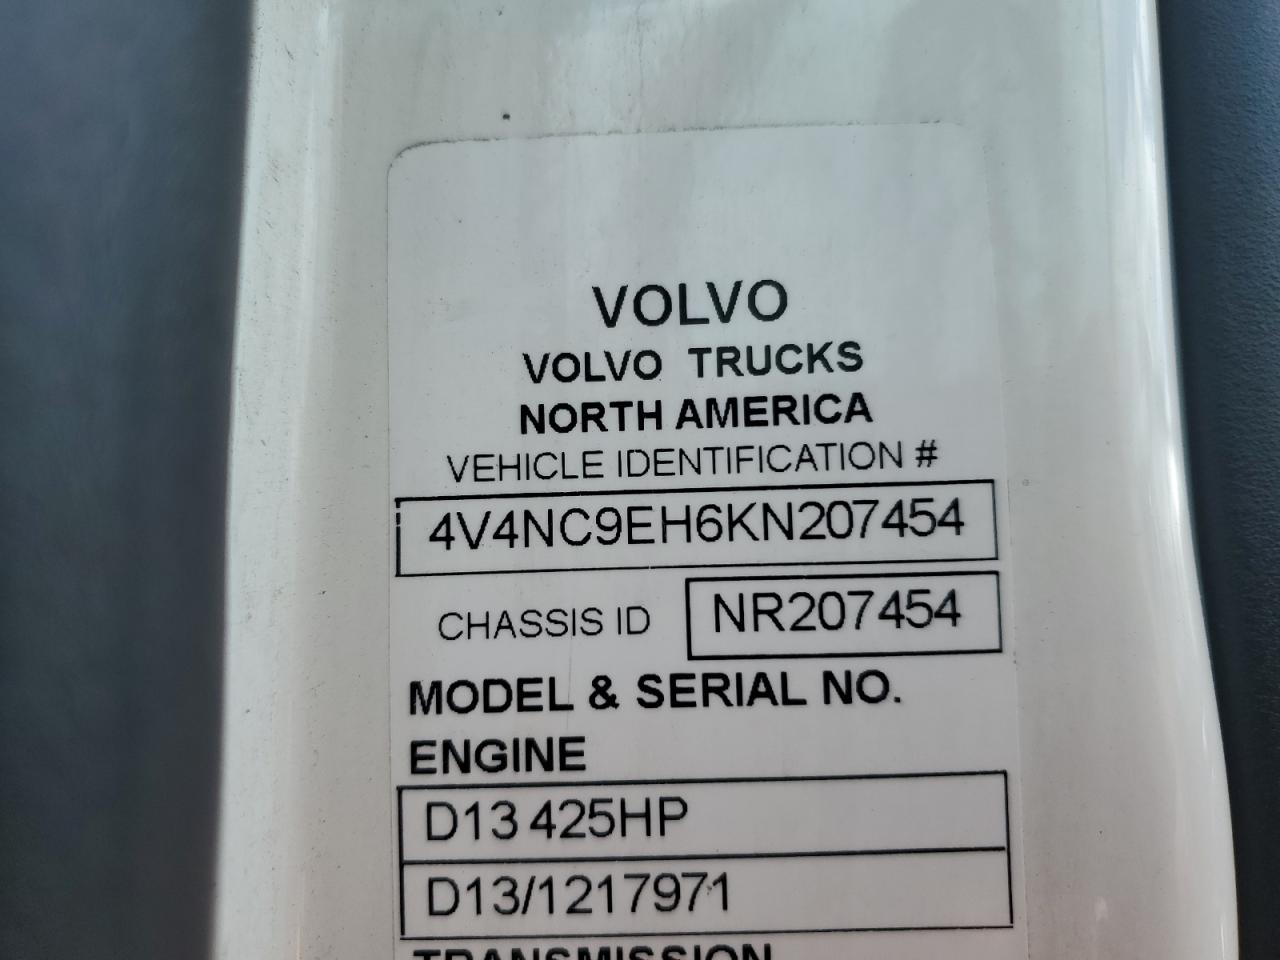 VOLVO
VOLVO TRUCKS
NORTH AMERICA
VEHICLE IDENTIFICATION #
4V4NC9EH6KN207454
CHASSIS ID NR207454
MODEL & SERIAL NO.
ENGINE
D13 425HP
D13/1217971
TRANSMISSION